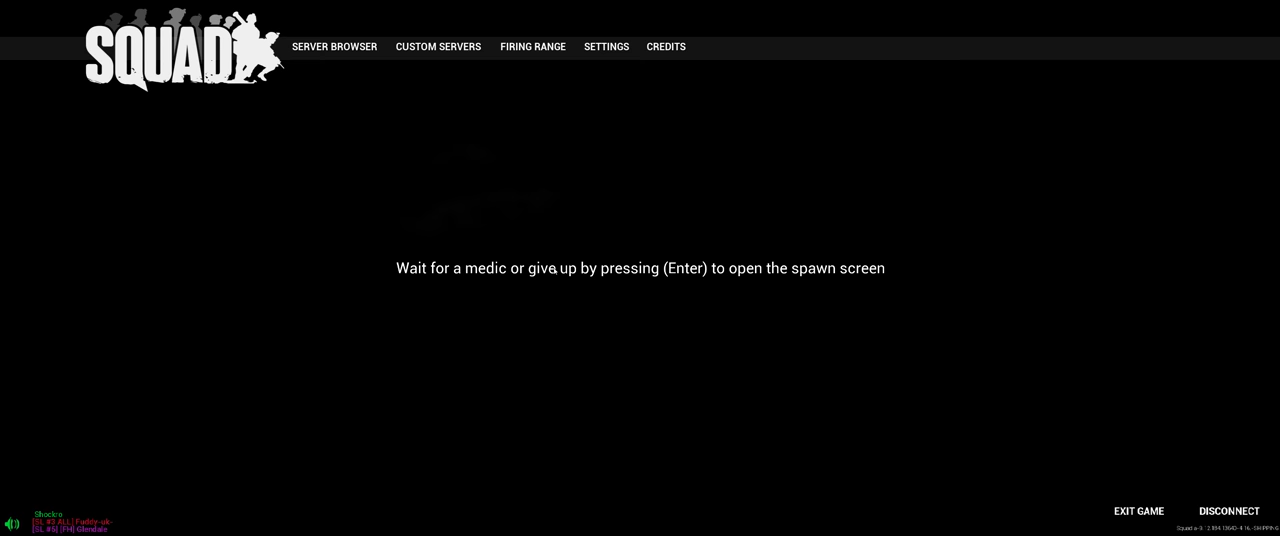 SQUAD
SERVER BROWSER CUSTOM SERVERS FIRING RANGE SETTINGS CREDITS
Wait for a medic or give up by pressing (Enter) to open the spawn screen
Shockro
[SL #3 ALL] Fuddy-uk-
[SL #5] [FH] Glendale
EXIT GAME DISCONNECT